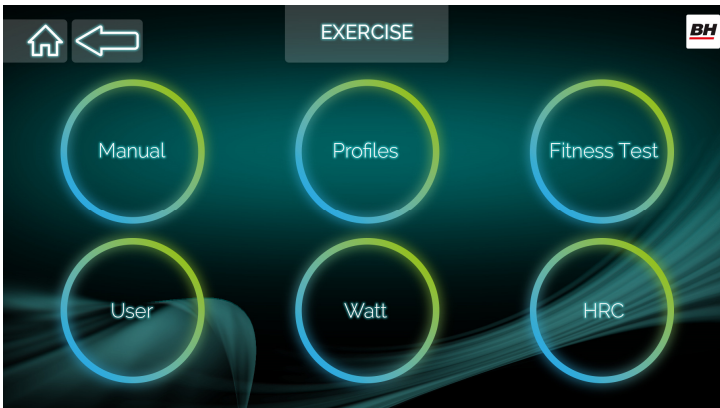 EXERCISE
BH
Manual
Profiles
Fitness Test
User
Watt
HRC